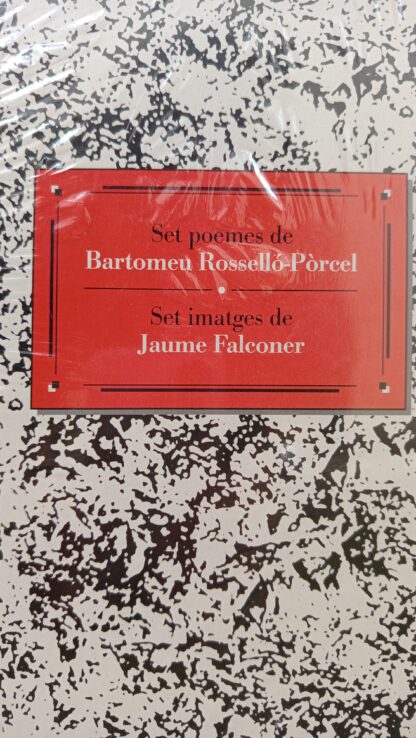 Set poemes de
Bartomeu Rosselló-Pòrcel
Set imatges de
Jaume Falconer